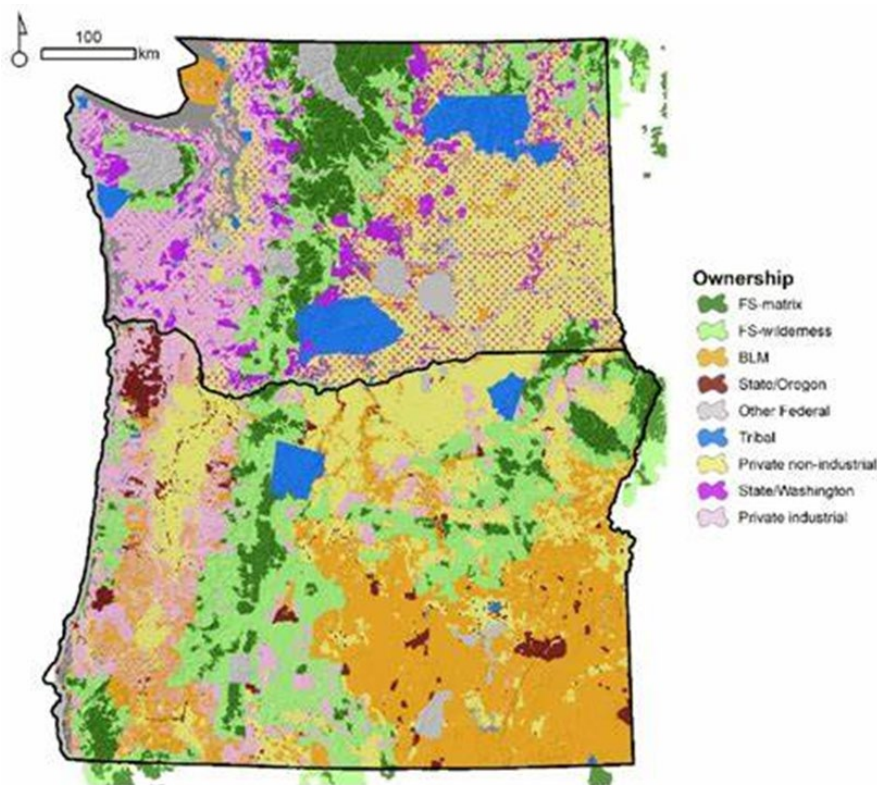 100
km
Ownership
FS-matrix
FS-wilderness
BLM
State/Oregon
Other Federal
Tribal
Private non-industrial
State/Washington
Private industrial